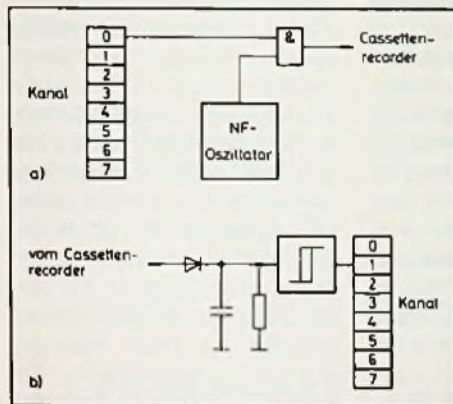 0
1
2
3
4
5
6
7
Kanal
&
Cassetten-
recorder
NF-
Oszillator
a)
vom Cassetten-
recorder
0
1
2
3
4
5
6
7
Kanal
b)